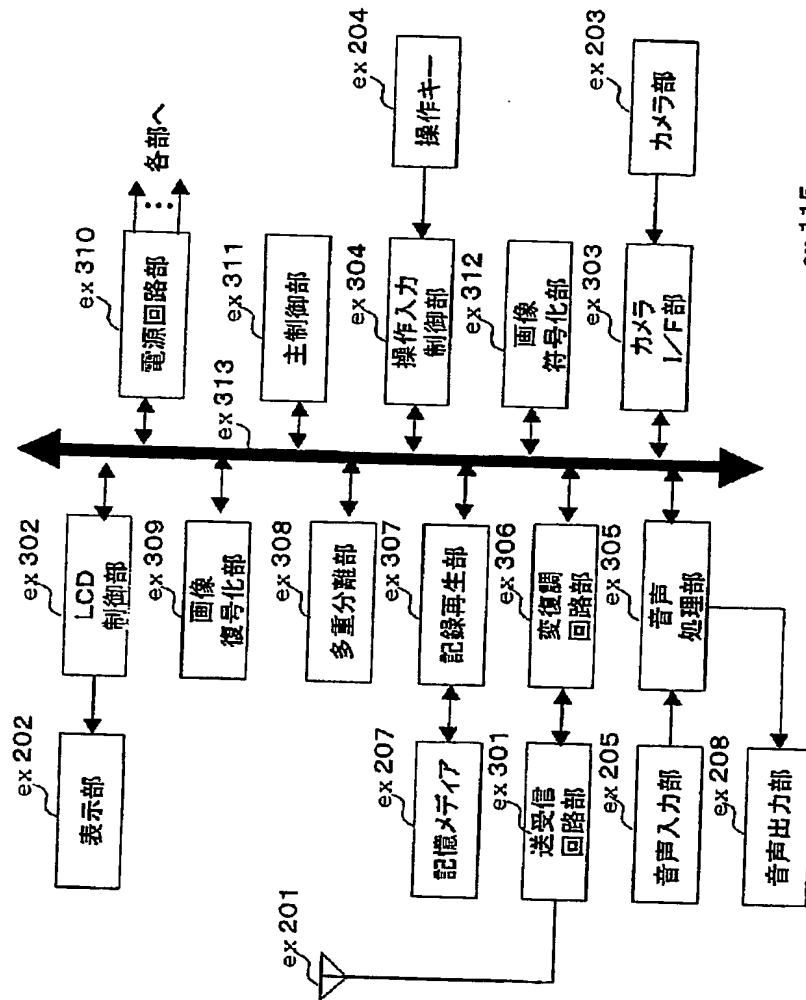 ex 310
電源回路部
各部へ
ex 311
主制御部
ex 204
操作キー
ex 304
操作入力
制御部
ex 312
画像
符号化部
ex 203
カメラ部
ex 303
カメラ
I/F部
ex 313
ex 302
LCD
制御部
ex 309
画像
復号化部
ex 308
多重分離部
ex 307
記録再生部
ex 306
変復調
回路部
ex 305
音声
処理部
ex 202
表示部
ex 207
記憶メディア
ex 301
送受信
回路部
ex 205
音声入力部
ex 208
音声出力部
ex 201